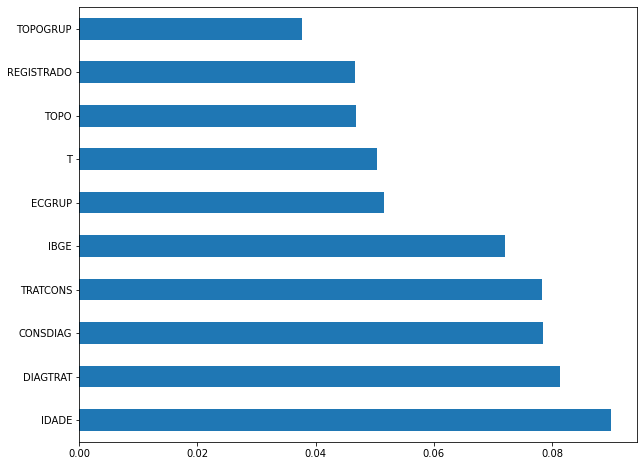 TOPOGRUP
REGISTRADO
TOPO
T
ECGRUP
IBGE
TRATCONS
CONSDIAG
DIAGTRAT
IDADE
0.00 0.02 0.04 0.06 0.08